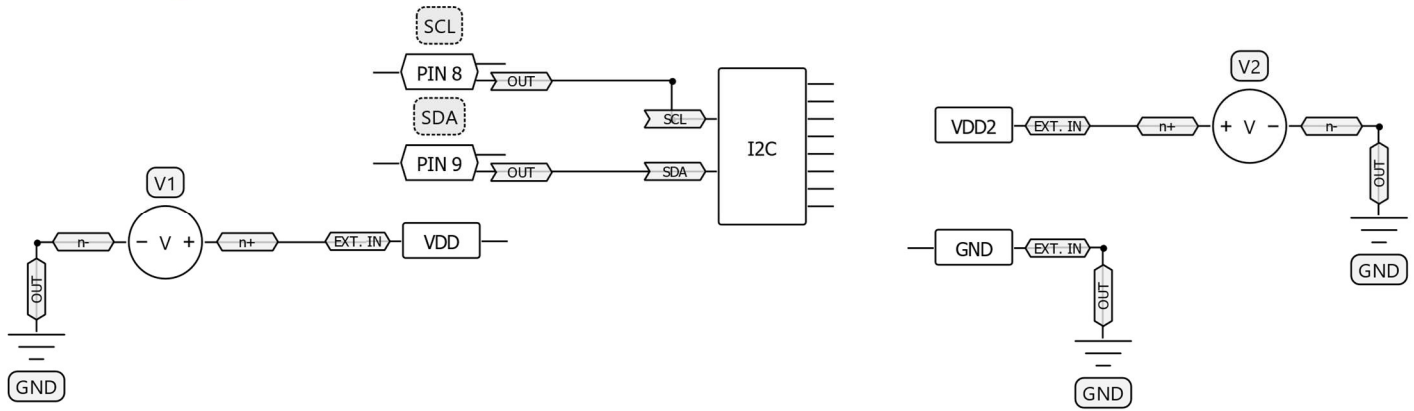 SCL
PIN 8
OUT
SDA
SCL
PIN 9
OUT
SDA
I2C
V1
n-
− V +
n+
EXT. IN
VDD
OUT
GND
V2
VDD2
EXT. IN
n+
+ V −
n-
OUT
GND
GND
EXT. IN
OUT
GND